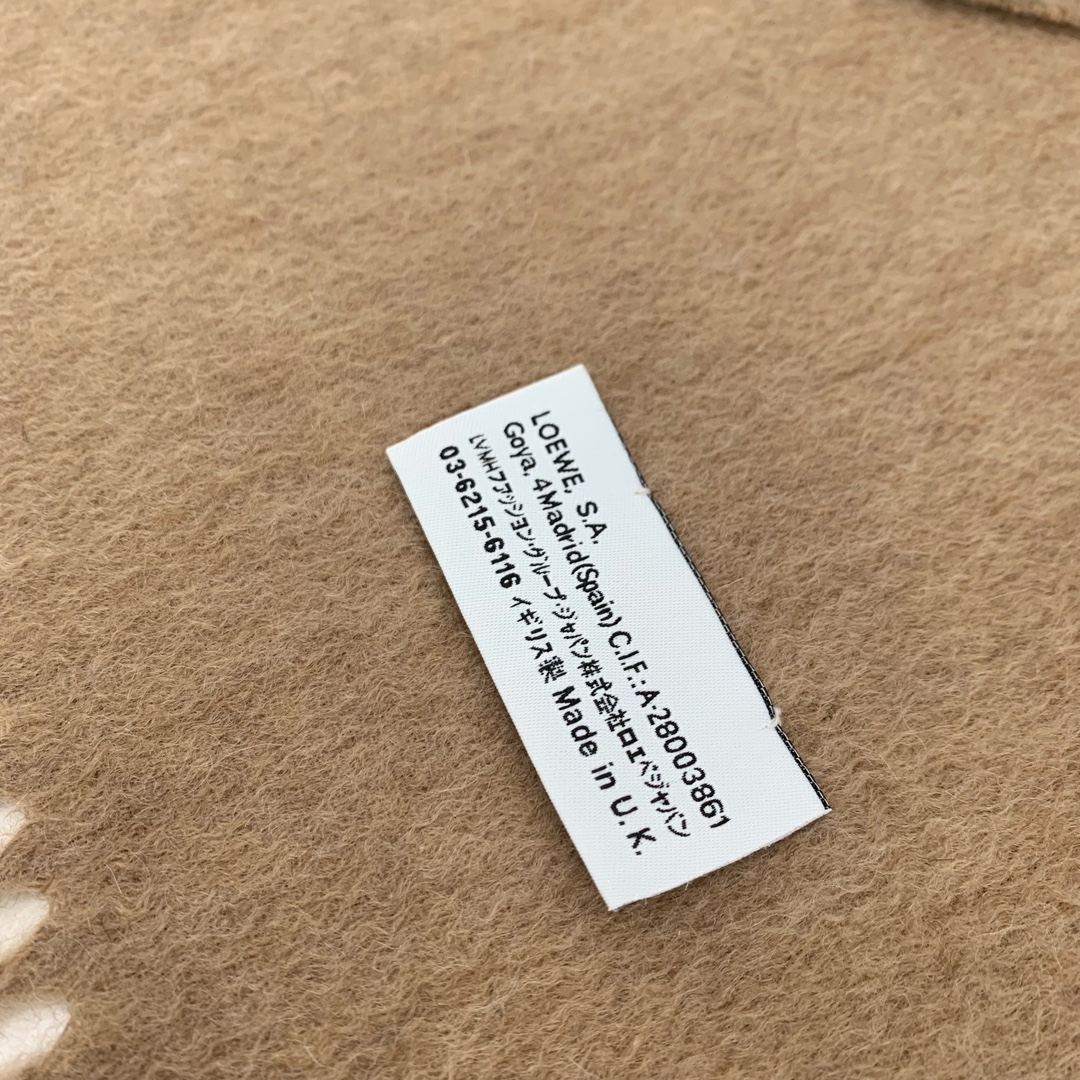 LOEWE, S.A.
Goya, 4 Madrid (Spain) C.I.F.: A-28003861
LVMHファッション・グループ・ジャパン株式会社ロエベジャパン
03-6215-6116 イギリス製 Made in U.K.